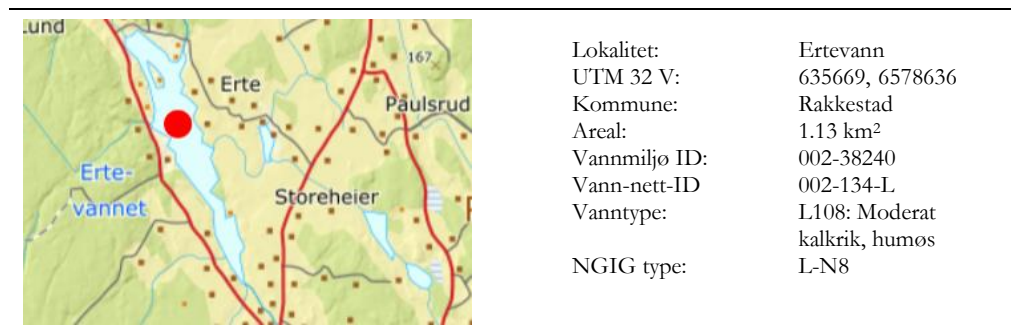 Lund
167
Erte
Paulsrud
Erte-
vannet
Storeheier
Lokalitet: Ertevann
UTM 32 V: 635669, 6578636
Kommune: Rakkestad
Areal: 1.13 km²
Vannmiljø ID: 002-38240
Vann-nett-ID 002-134-L
Vanntype: L108: Moderat
kalkrik, humøs
NGIG type: L-N8